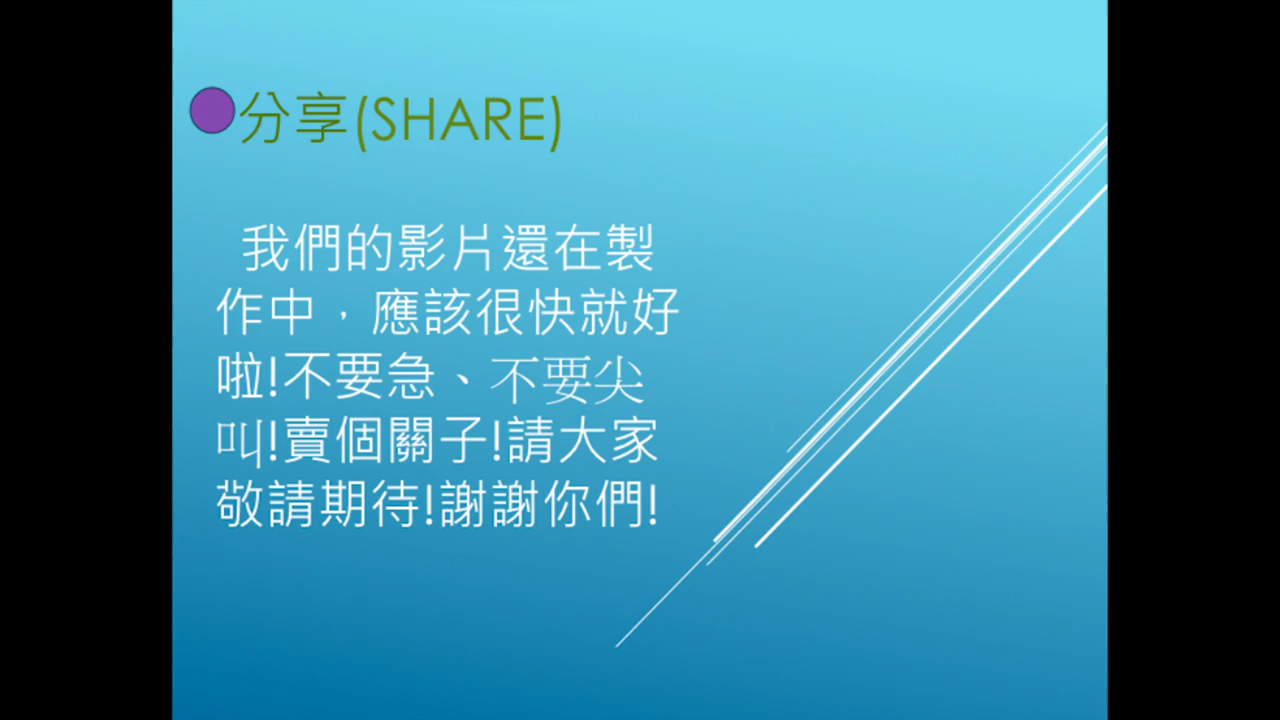 分享(SHARE)
我們的影片還在製
作中，應該很快就好
啦!不要急、不要尖
叫!賣個關子!請大家
敬請期待!謝謝你們!